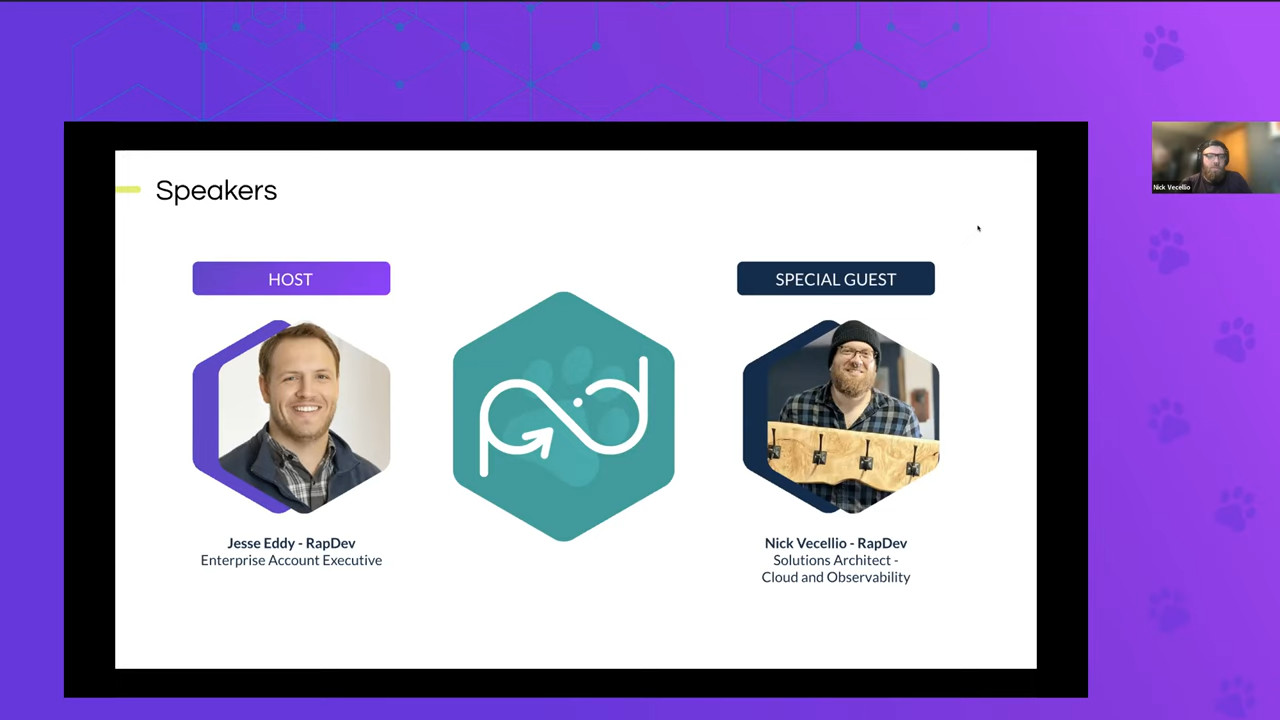 Speakers
HOST
SPECIAL GUEST
Jesse Eddy - RapDev
Enterprise Account Executive
Nick Vecellio - RapDev
Solutions Architect -
Cloud and Observability
Nick Vecellio